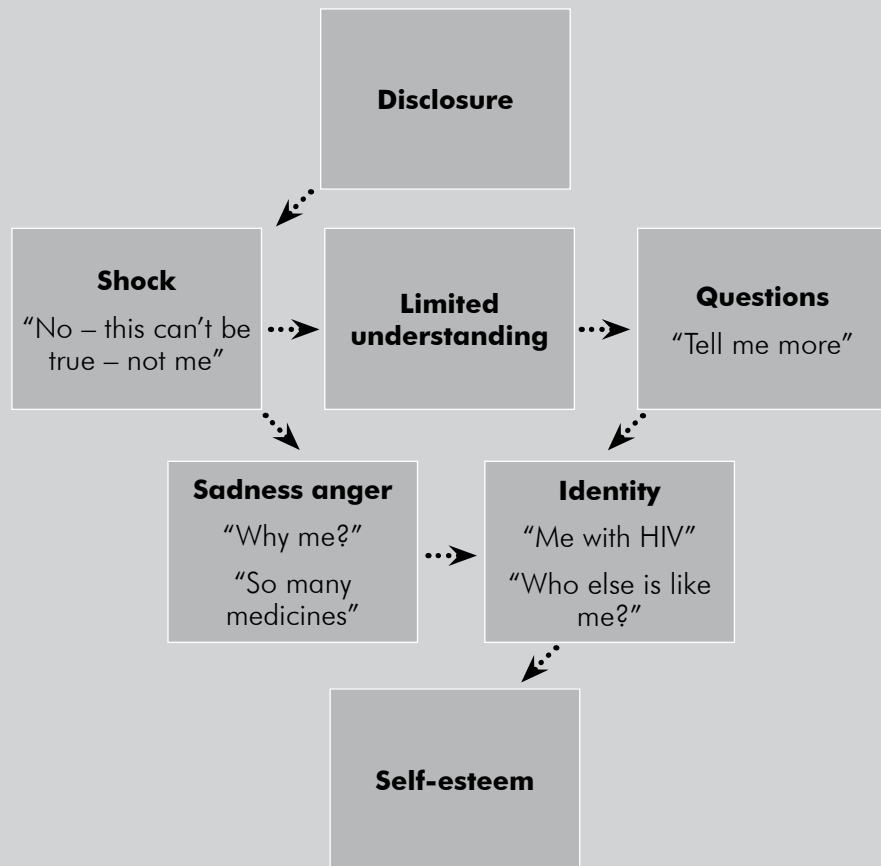 Disclosure
Shock
“No – this can’t be
true – not me”
Limited
understanding
Questions
“Tell me more”
Sadness anger
“Why me?”
“So many
medicines”
Identity
“Me with HIV”
“Who else is like
me?”
Self-esteem